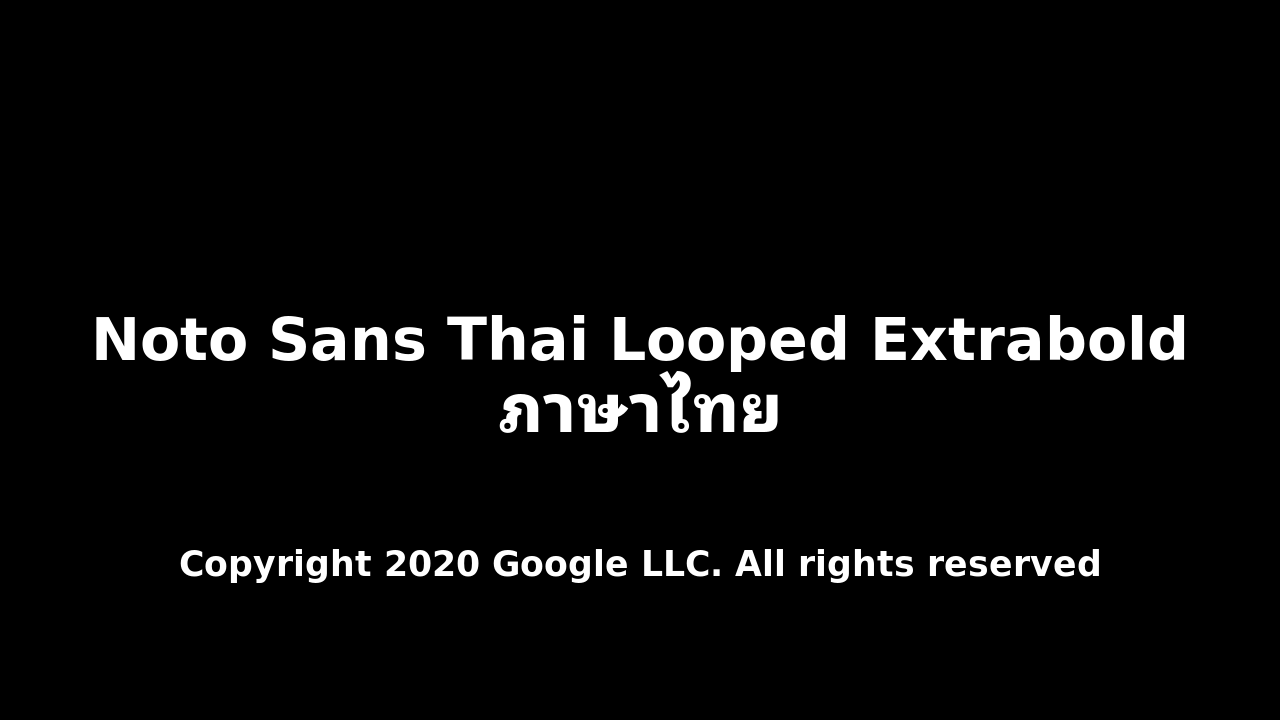 Noto Sans Thai Looped Extrabold
ภาษาไทย
Copyright 2020 Google LLC. All rights reserved